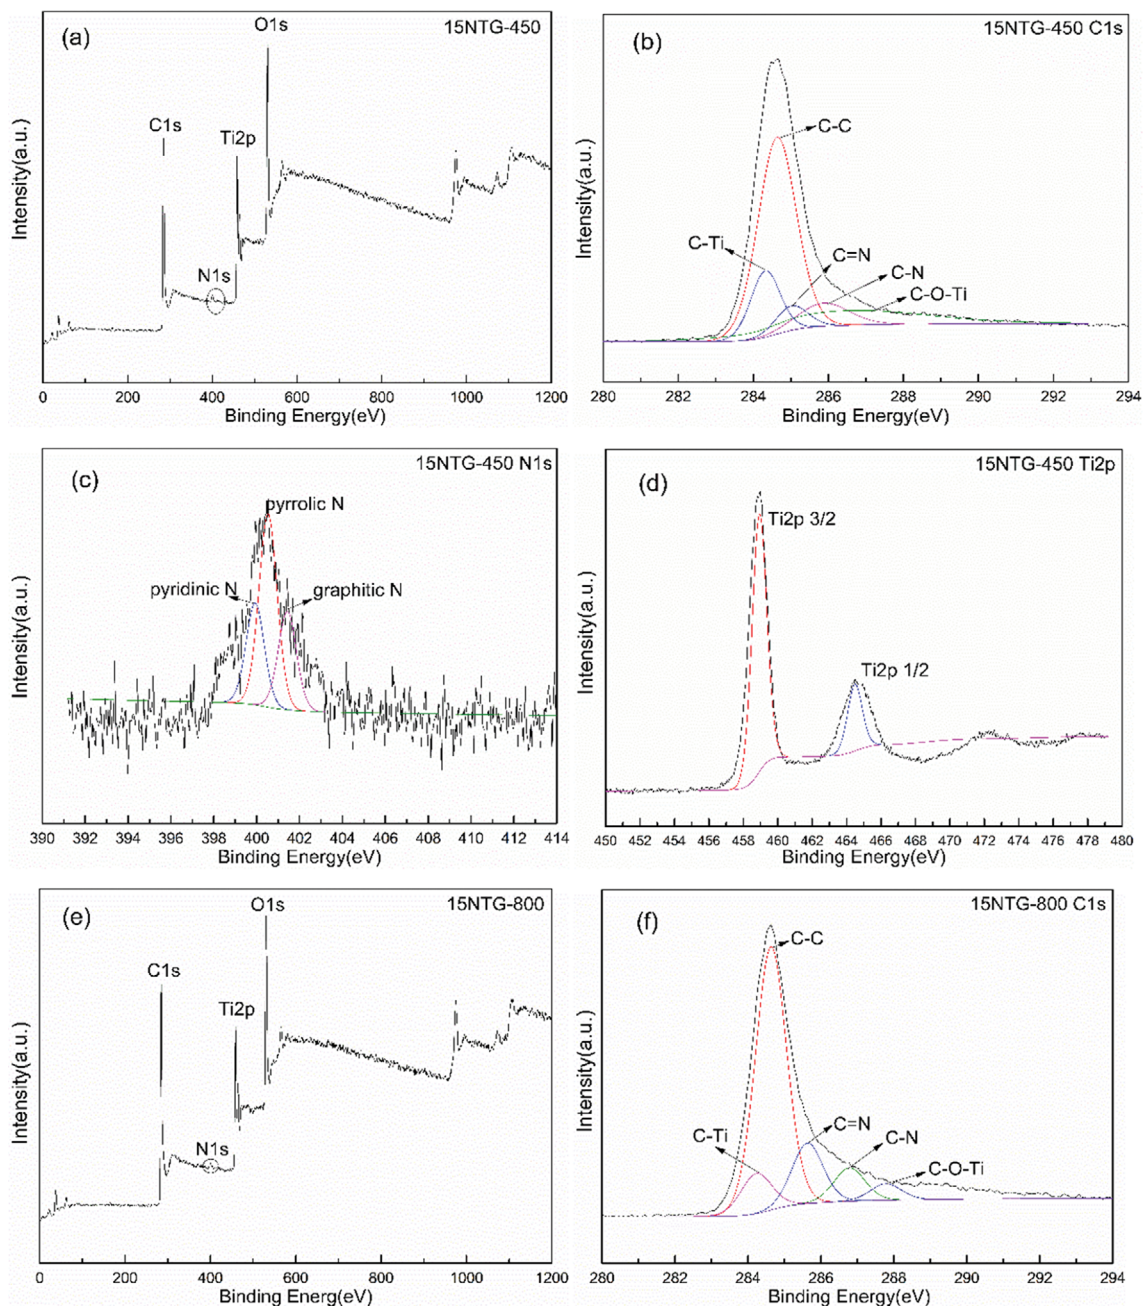 (a)
15NTG-450
O1s
C1s
Ti2p
N1s
Intensity(a.u.)
0 200 400 600 800 1000 1200
Binding Energy(eV)
(b)
15NTG-450 C1s
C-C
C-Ti
C=N
C-N
C-O-Ti
Intensity(a.u.)
280 282 284 286 288 290 292 294
Binding Energy(eV)
(c)
15NTG-450 N1s
pyrrolic N
pyridinic N
graphitic N
Intensity(a.u.)
390 392 394 396 398 400 402 404 406 408 410 412 414
Binding Energy(eV)
(d)
15NTG-450 Ti2p
Ti2p 3/2
Ti2p 1/2
Intensity(a.u.)
450 452 454 456 458 460 462 464 466 468 470 472 474 476 478 480
Binding Energy(eV)
(e)
15NTG-800
O1s
C1s
Ti2p
N1s
Intensity(a.u.)
0 200 400 600 800 1000 1200
Binding Energy(eV)
(f)
15NTG-800 C1s
C-C
C=N
C-Ti
C-N
C-O-Ti
Intensity(a.u.)
280 282 284 286 288 290 292 294
Binding Energy(eV)